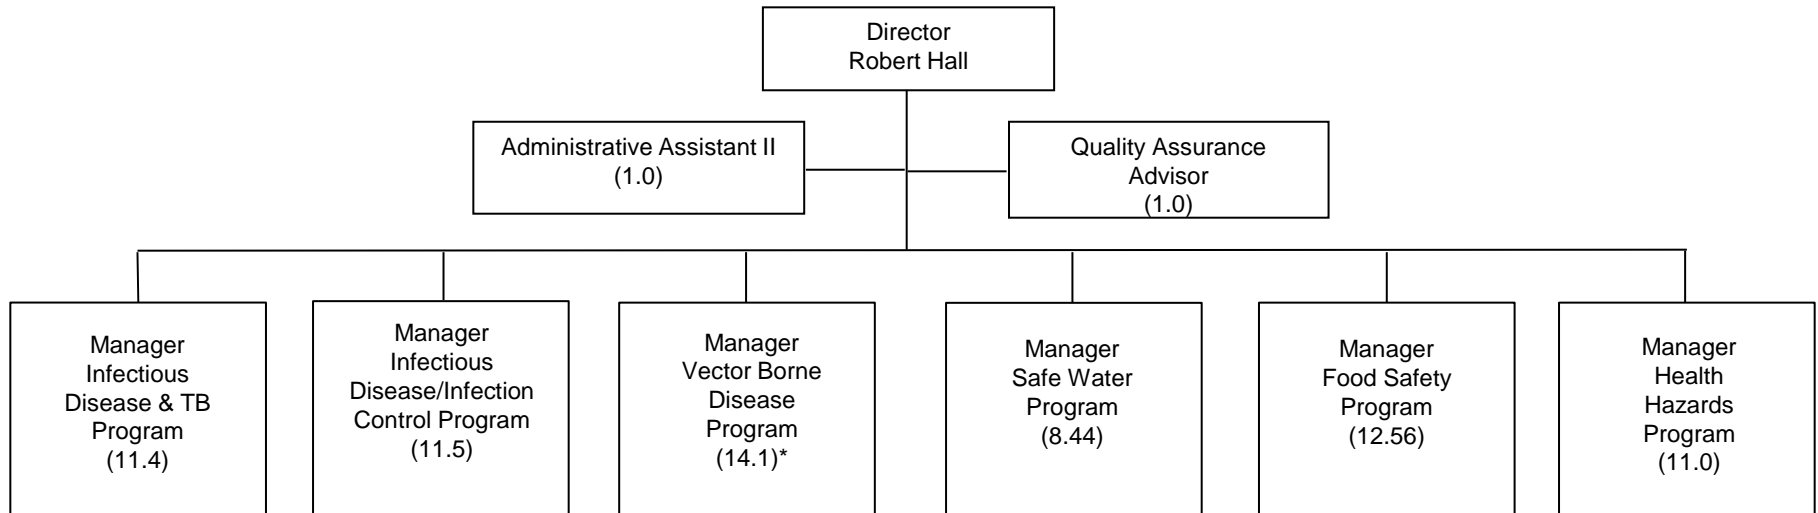 Director
Robert Hall
Administrative Assistant II
(1.0)
Quality Assurance
Advisor
(1.0)
Manager
Infectious
Disease & TB
Program
(11.4)
Manager
Infectious
Disease/Infection
Control Program
(11.5)
Manager
Vector Borne
Disease
Program
(14.1)*
Manager
Safe Water
Program
(8.44)
Manager
Food Safety
Program
(12.56)
Manager
Health
Hazards
Program
(11.0)